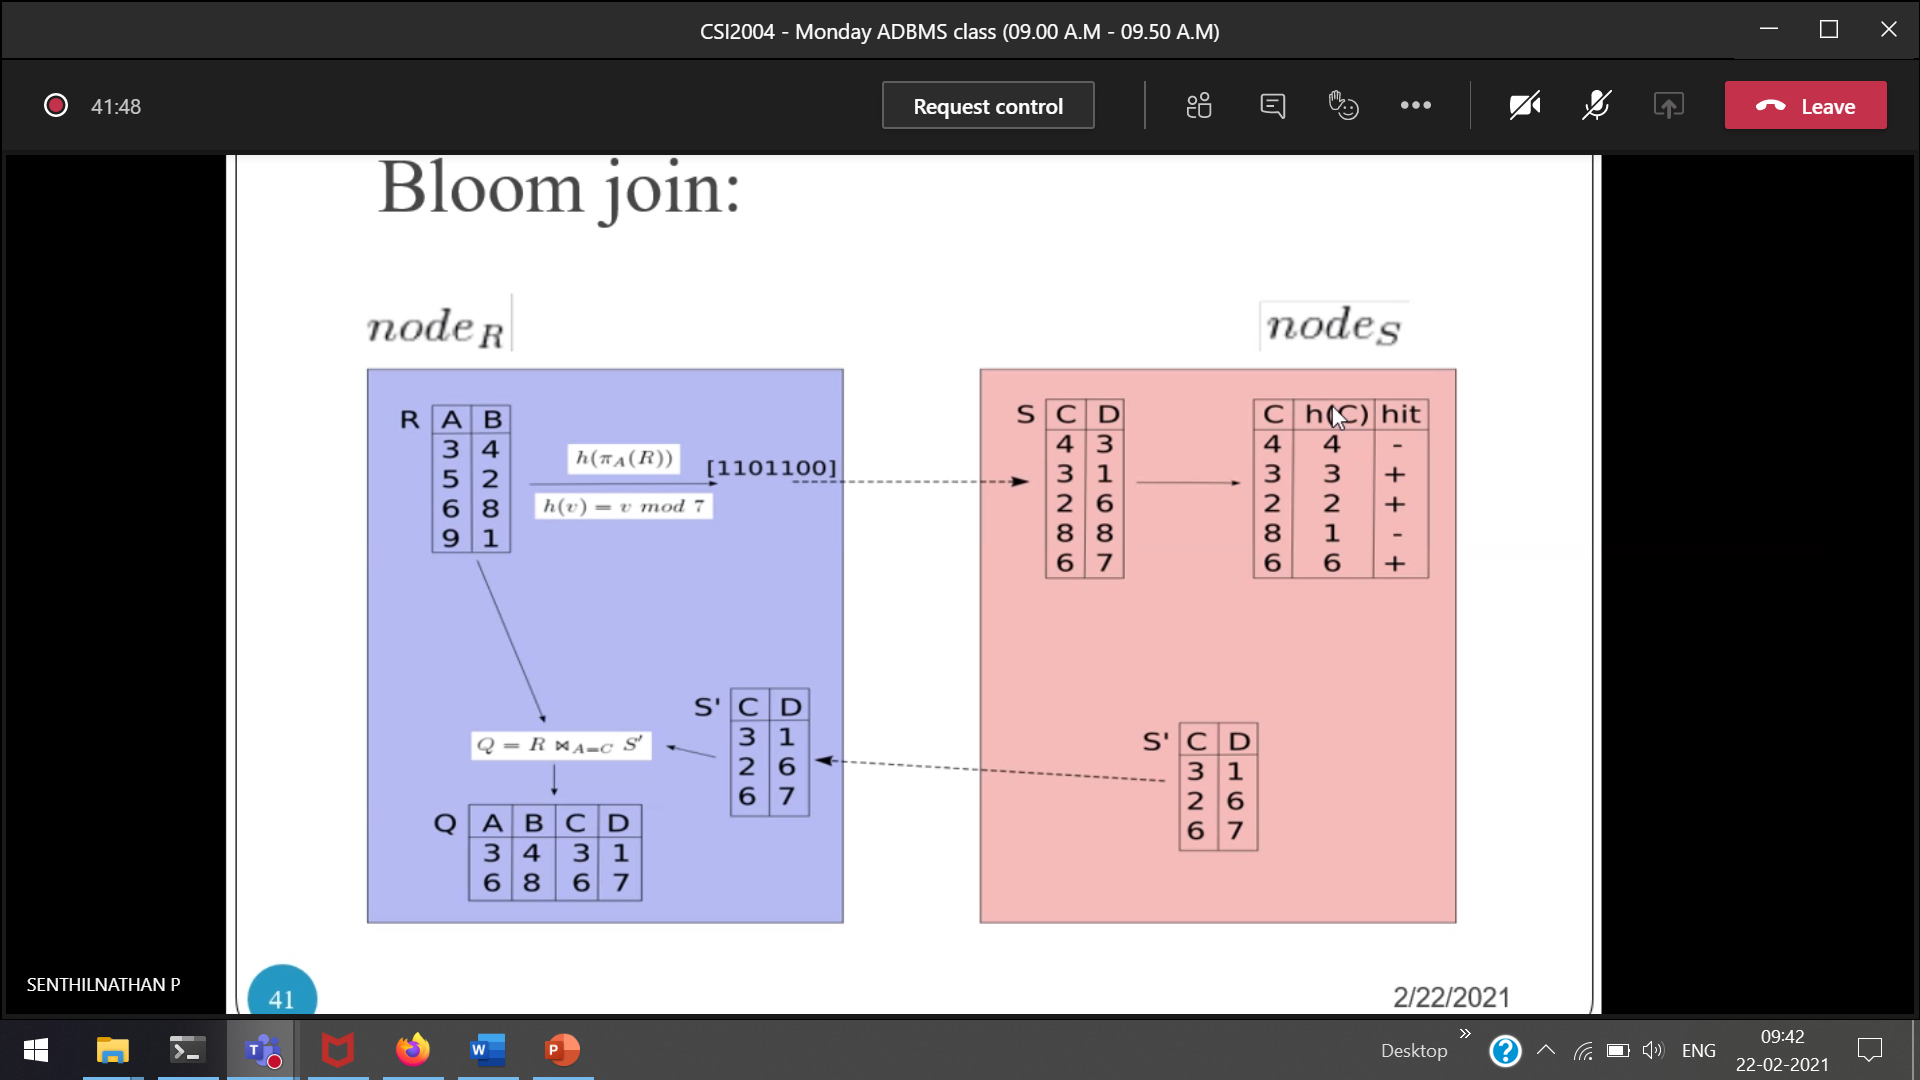 CSI2004 - Monday ADBMS class (09.00 A.M - 09.50 A.M)
41:48
Request control
Leave
Bloom join:
node_R
node_S
R A B
3 4
5 2
6 8
9 1
h(π_A(R))
h(v) = v mod 7
[1101100]
S C D
4 3
3 1
2 6
8 8
6 7
C h(C) hit
4 4 -
3 3 +
2 2 +
8 1 -
6 6 +
S' C D
3 1
2 6
6 7
S' C D
3 1
2 6
6 7
Q = R ⋈_A=C S'
Q A B C D
3 4 3 1
6 8 6 7
SENTHILNATHAN P
41
2/22/2021
Desktop
ENG
09:42
22-02-2021